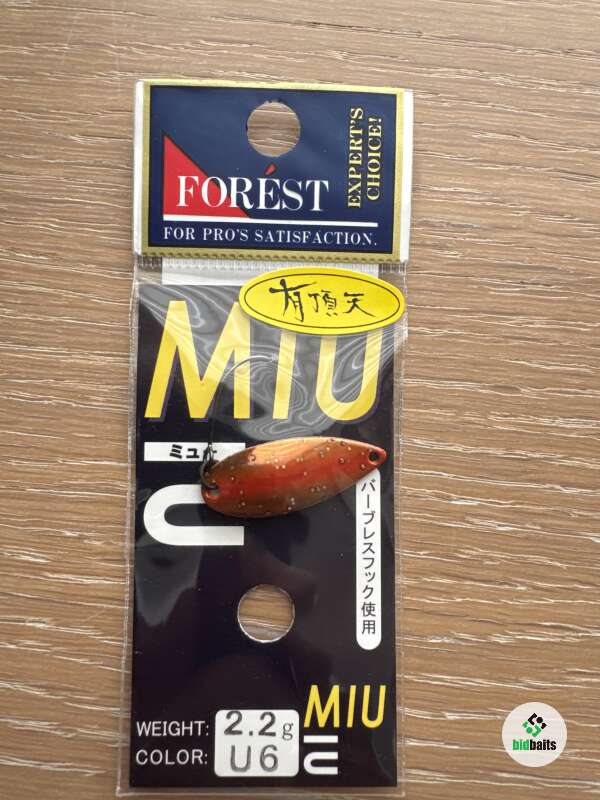 FORÉST
EXPERT'S
CHOICE!
FOR PRO'S SATISFACTION.
有頂天
MIU
ミュー
バーブレスフック使用
MIU
WEIGHT: 2.2g
COLOR: U6
bidbaits